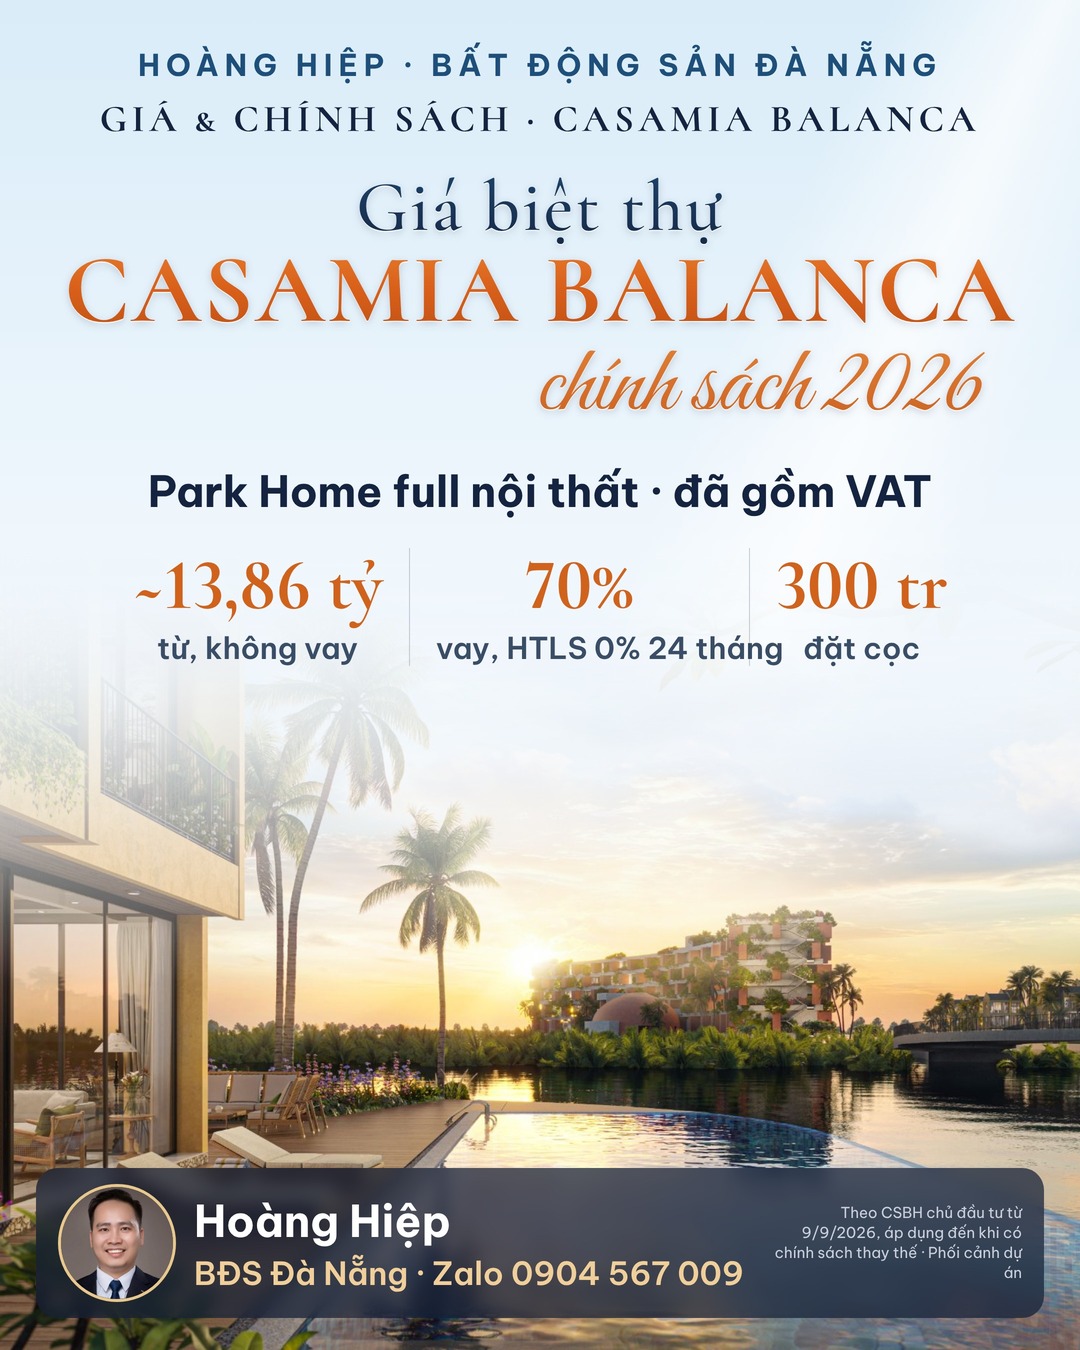 HOÀNG HIỆP · BẤT ĐỘNG SẢN ĐÀ NẴNG
GIÁ & CHÍNH SÁCH · CASAMIA BALANCA
Giá biệt thự
CASAMIA BALANCA
chính sách 2026
Park Home full nội thất · đã gồm VAT
~13,86 tỷ
từ, không vay
70%
vay, HTLS 0% 24 tháng
300 tr
đặt cọc
Hoàng Hiệp
BĐS Đà Nẵng · Zalo 0904 567 009
Theo CSBH chủ đầu tư từ
9/9/2026, áp dụng đến khi có
chính sách thay thế · Phối cảnh dự
án